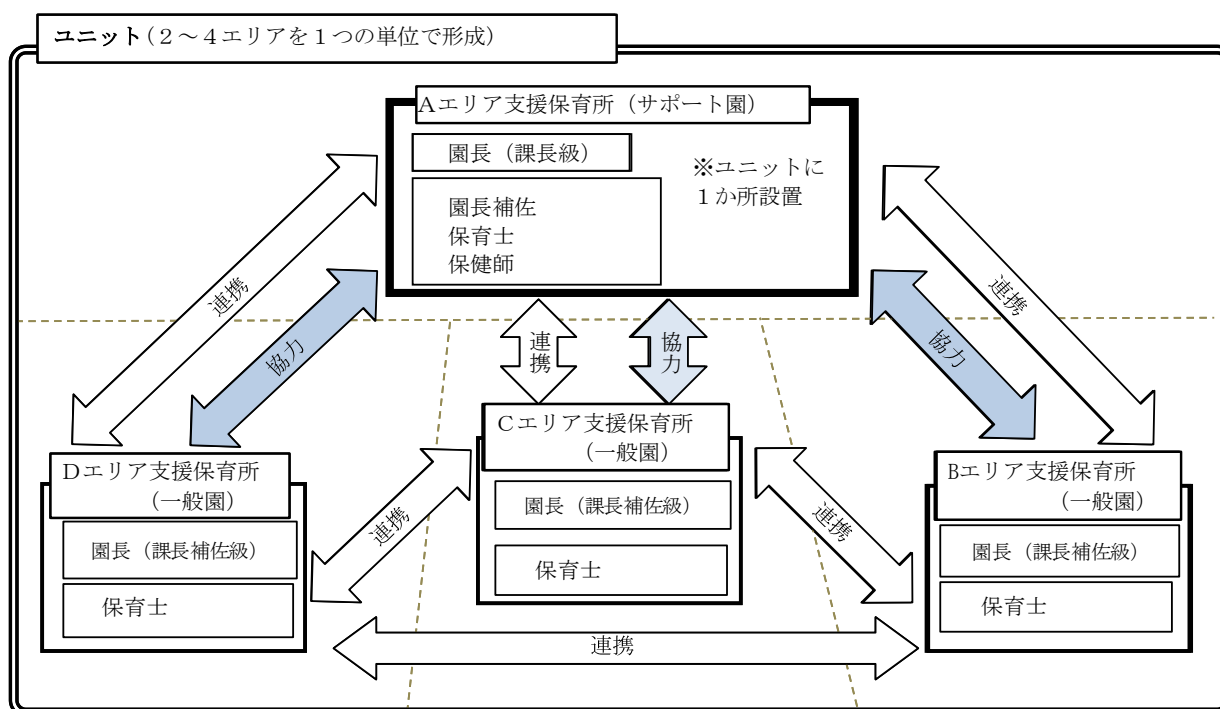 ユニット（２～４エリアを１つの単位で形成）
Ａエリア支援保育所（サポート園）
園長（課長級）
※ユニットに
１か所設置
園長補佐
保育士
保健師
連携
協力
連携
協力
連携
協力
Ｄエリア支援保育所
（一般園）
園長（課長補佐級）
保育士
連携
Ｃエリア支援保育所
（一般園）
園長（課長補佐級）
保育士
連携
Ｂエリア支援保育所
（一般園）
園長（課長補佐級）
保育士
連携